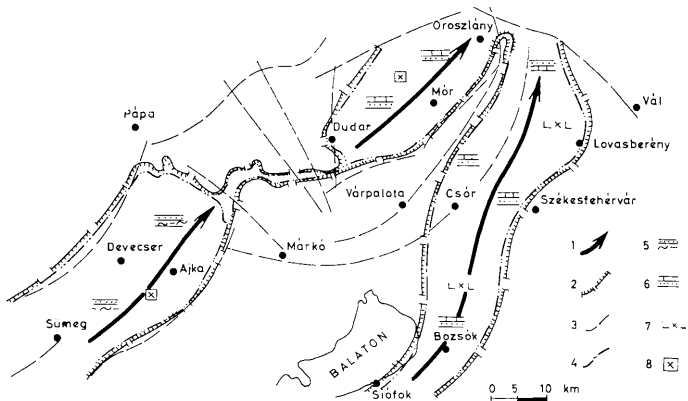 Oroszlány
Mór
Dudar
Pápa
Vál
L×L
Lovasberény
Várpalota
Csór
Székesfehérvár
Devecser
Ajka
Márkó
L×L
Sümeg
Bozsók
BALATON
Siófok
1
2
3
4
5
6
7 L×L
8
0 5 10 km